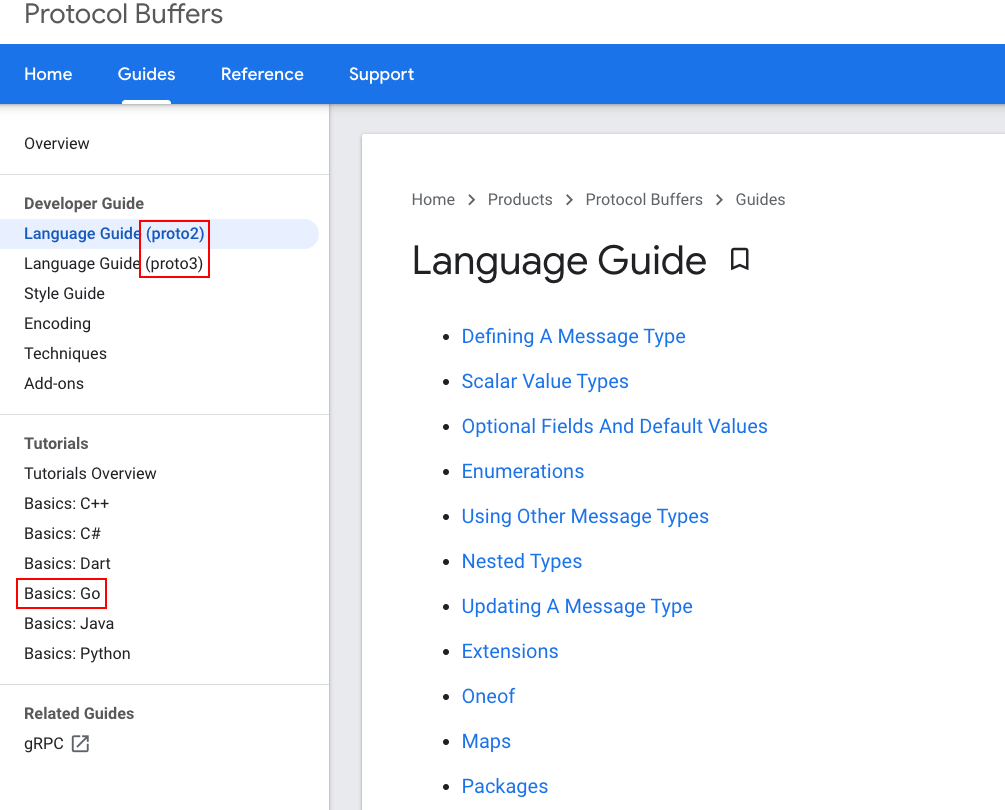 Protocol Buffers
Home Guides Reference Support
Overview
Developer Guide
Language Guide (proto2)
Language Guide (proto3)
Style Guide
Encoding
Techniques
Add-ons
Tutorials
Tutorials Overview
Basics: C++
Basics: C#
Basics: Dart
Basics: Go
Basics: Java
Basics: Python
Related Guides
gRPC
Home > Products > Protocol Buffers > Guides
Language Guide
• Defining A Message Type
• Scalar Value Types
• Optional Fields And Default Values
• Enumerations
• Using Other Message Types
• Nested Types
• Updating A Message Type
• Extensions
• Oneof
• Maps
• Packages